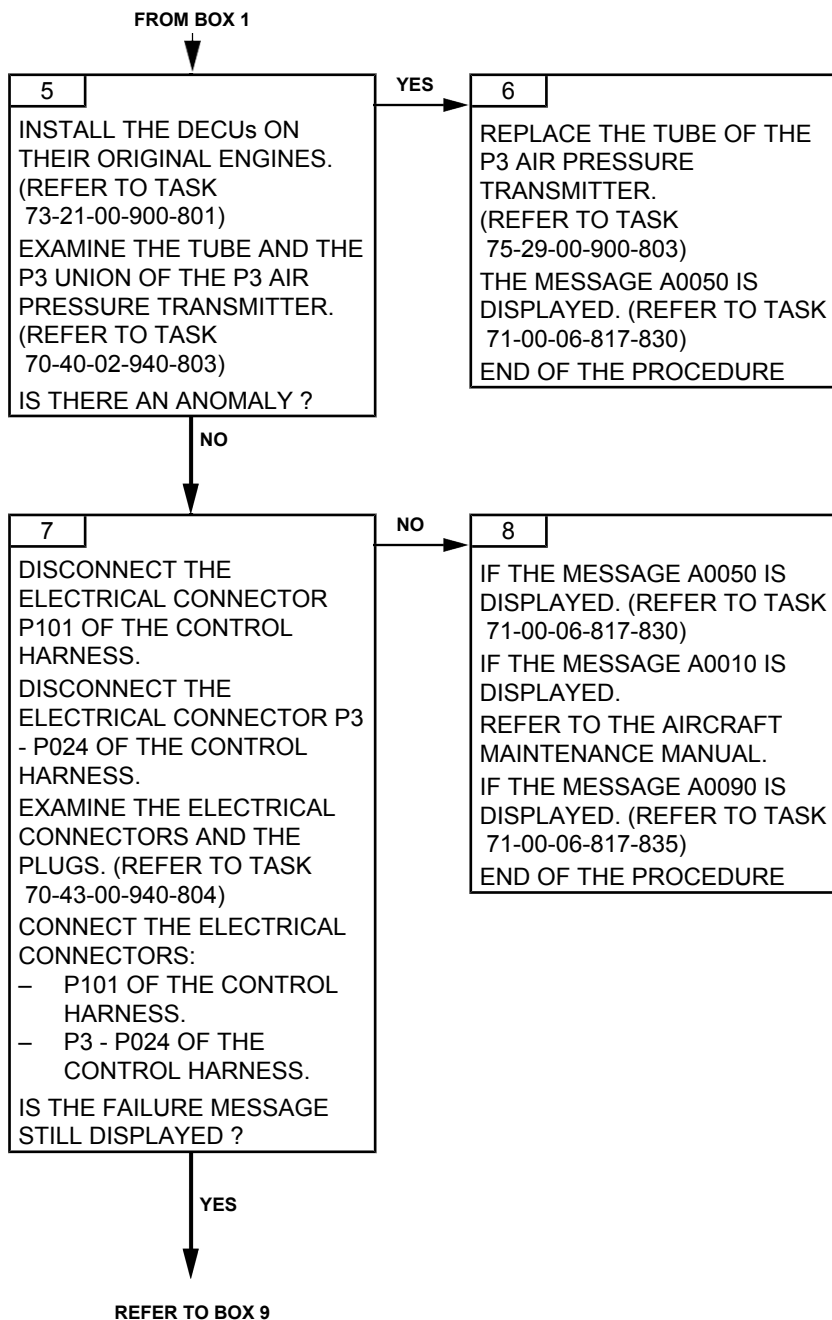 FROM BOX 1
5
INSTALL THE DECUs ON
THEIR ORIGINAL ENGINES.
(REFER TO TASK
73-21-00-900-801)
EXAMINE THE TUBE AND THE
P3 UNION OF THE P3 AIR
PRESSURE TRANSMITTER.
(REFER TO TASK
70-40-02-940-803)
IS THERE AN ANOMALY ?
YES
6
REPLACE THE TUBE OF THE
P3 AIR PRESSURE
TRANSMITTER.
(REFER TO TASK
75-29-00-900-803)
THE MESSAGE A0050 IS
DISPLAYED. (REFER TO TASK
71-00-06-817-830)
END OF THE PROCEDURE
NO
7
DISCONNECT THE
ELECTRICAL CONNECTOR
P101 OF THE CONTROL
HARNESS.
DISCONNECT THE
ELECTRICAL CONNECTOR P3
- P024 OF THE CONTROL
HARNESS.
EXAMINE THE ELECTRICAL
CONNECTORS AND THE
PLUGS. (REFER TO TASK
70-43-00-940-804)
CONNECT THE ELECTRICAL
CONNECTORS:
– P101 OF THE CONTROL
HARNESS.
– P3 - P024 OF THE
CONTROL HARNESS.
IS THE FAILURE MESSAGE
STILL DISPLAYED ?
NO
8
IF THE MESSAGE A0050 IS
DISPLAYED. (REFER TO TASK
71-00-06-817-830)
IF THE MESSAGE A0010 IS
DISPLAYED.
REFER TO THE AIRCRAFT
MAINTENANCE MANUAL.
IF THE MESSAGE A0090 IS
DISPLAYED. (REFER TO TASK
71-00-06-817-835)
END OF THE PROCEDURE
YES
REFER TO BOX 9